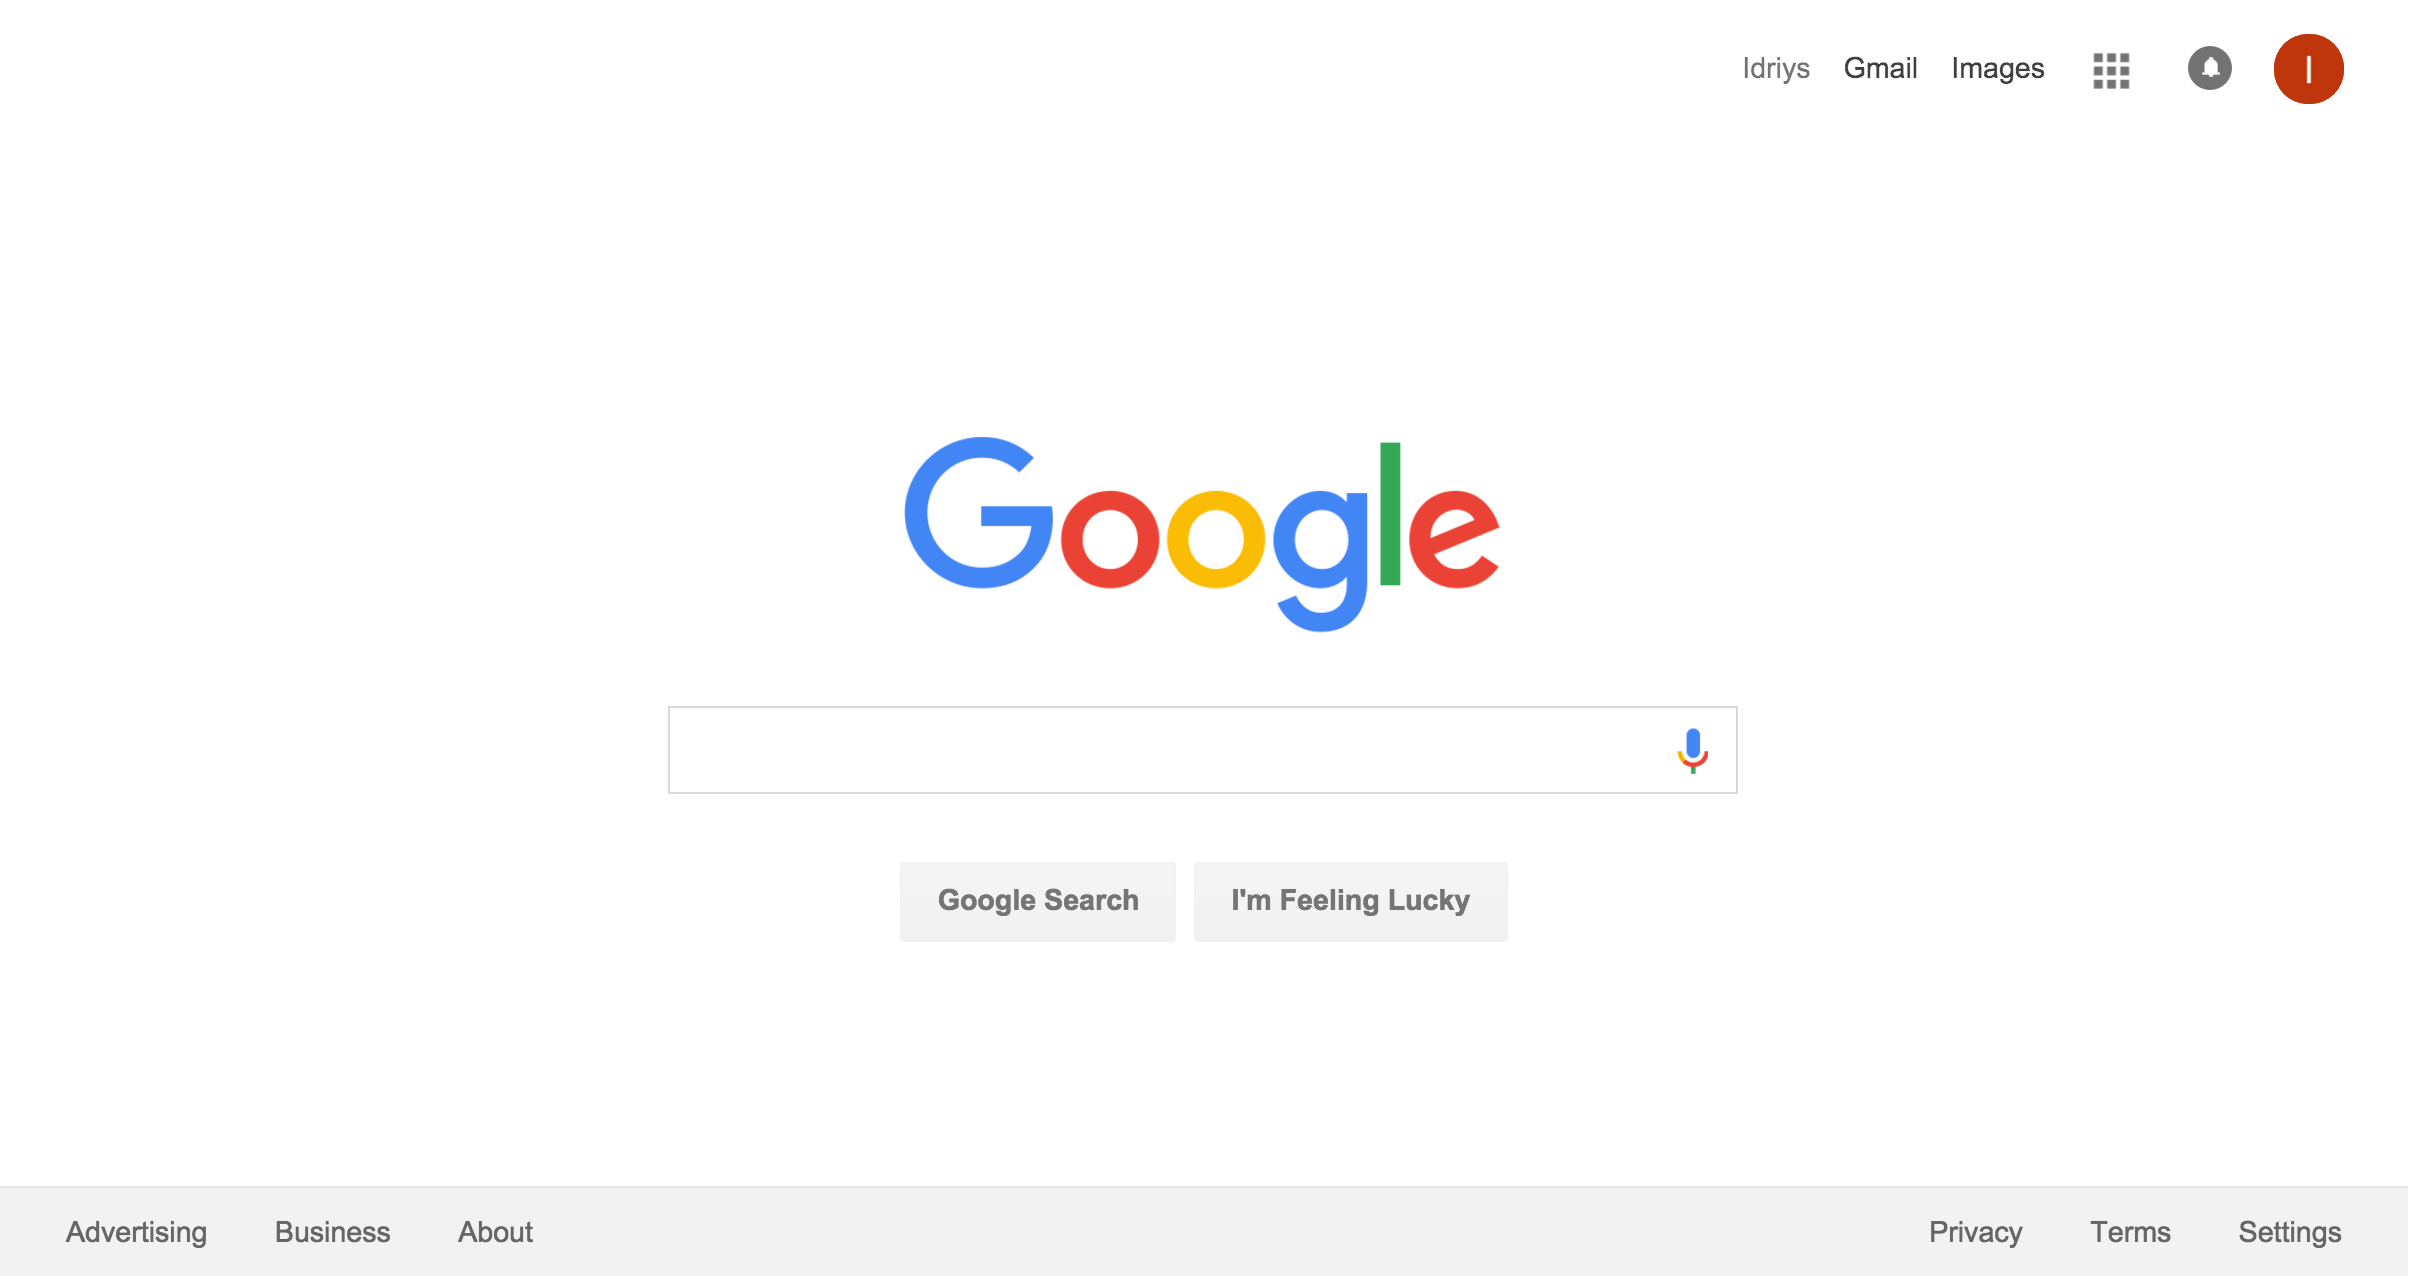 Idriys Gmail Images I
Google
Google Search I'm Feeling Lucky
Advertising Business About Privacy Terms Settings